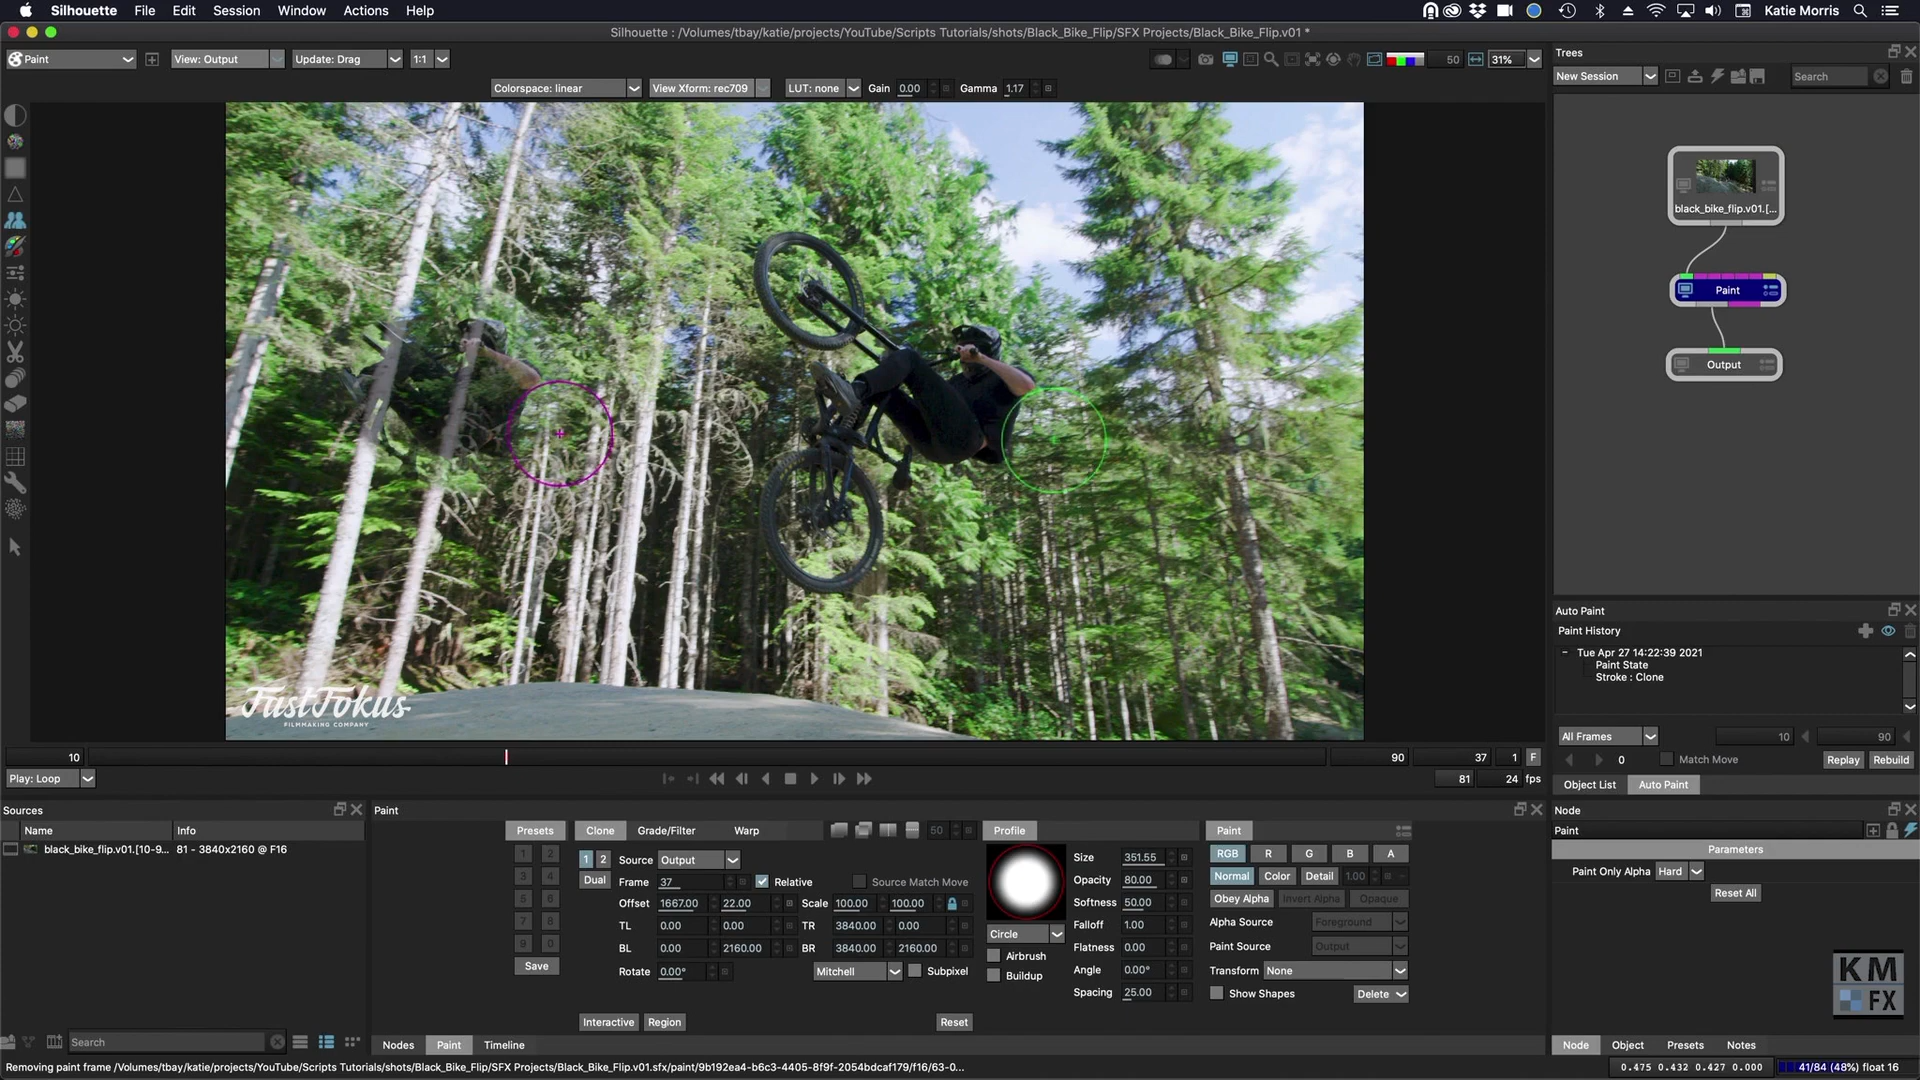 Silhouette File Edit Session Window Actions Help Katie Morris
Silhouette : /Volumes/tbay/katie/projects/YouTube/Scripts Tutorials/shots/Black_Bike_Flip/SFX Projects/Black_Bike_Flip.v01 *
Paint View: Output Update: Drag 1:1 50 31%
Colorspace: linear View Xform: rec709 LUT: none Gain 0.00 Gamma 1.17
Trees
New Session Search
black_bike_flip.v01.[...
Paint
Output
FastFokus
FILMMAKING COMPANY
Auto Paint
Paint History
Tue Apr 27 14:22:39 2021
Paint State
Stroke : Clone
All Frames 10 90
0 Match Move Replay Rebuild
Object List Auto Paint
10 90 37 1 F
Play: Loop 81 24 fps
Sources
Name Info
black_bike_flip.v01.[10-9... 81 - 3840x2160 @ F16
Search
Paint
Presets
1 2
3 4
5 6
7 8
9 0
Save
Clone Grade/Filter Warp 50
1 2 Source Output
Dual Frame 37 Relative Source Match Move
Offset 1667.00 22.00 Scale 100.00 100.00
TL 0.00 0.00 TR 3840.00 0.00
BL 0.00 2160.00 BR 3840.00 2160.00
Rotate 0.00° Mitchell Subpixel
Interactive Region Reset
Profile
Circle
Airbrush
Buildup
Size 351.55
Opacity 80.00
Softness 50.00
Falloff 1.00
Flatness 0.00
Angle 0.00°
Spacing 25.00
Paint
RGB R G B A
Normal Color Detail 1.00
Obey Alpha Invert Alpha Opaque
Alpha Source Foreground
Paint Source Output
Transform None
Show Shapes Delete
Nodes Paint Timeline
Node
Paint
Parameters
Paint Only Alpha Hard
Reset All
KM
FX
Node Object Presets Notes
Removing paint frame /Volumes/tbay/katie/projects/YouTube/Scripts Tutorials/shots/Black_Bike_Flip/SFX Projects/Black_Bike_Flip.v01.sfx/paint/9b192ea4-b6c3-4405-8f9f-2054bdcaf179/f16/63-0...
0.475 0.432 0.427 0.000 41/84 (48%) float 16